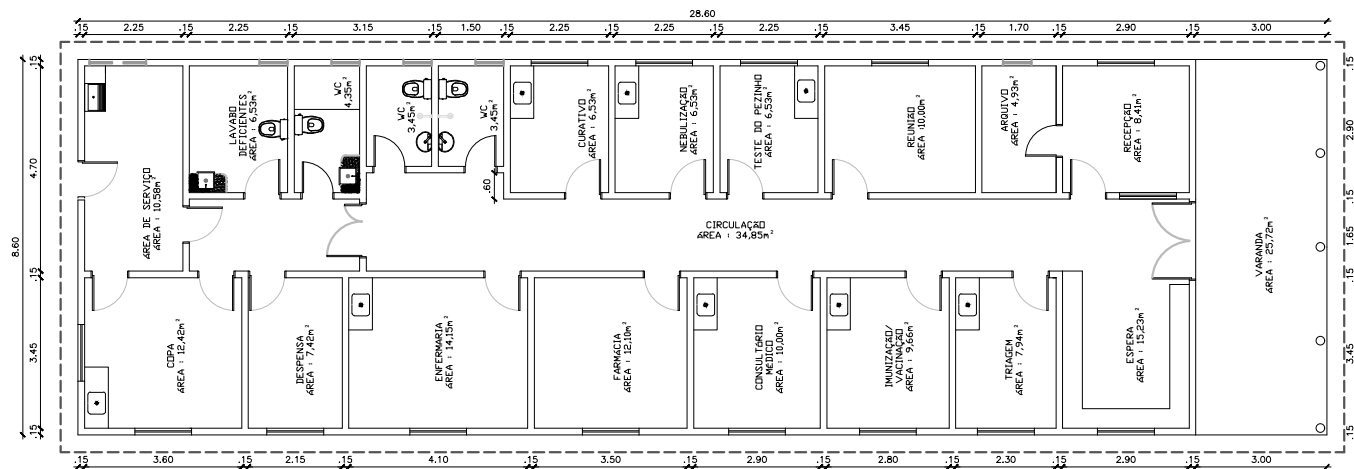 28.60
.15 2.25 .15 2.25 .15 3.15 .15 1.50 .15 2.25 .15 2.25 .15 2.25 .15 3.45 .15 1.70 .15 2.90 .15 3.00
8.60
.15
4.70
.15
3.45
.15
ÁREA DE SERVIÇO
ÁREA : 10,58m²
LAVABO
DEFICIENTES
ÁREA : 6,53m²
WC
4,35m²
WC
3,45m²
WC
3,45m²
CURATIVO
ÁREA : 6,53m²
NEBULIZAÇÃO
ÁREA : 6,53m²
TESTE DO PEZINHO
ÁREA : 6,53m²
REUNIÃO
ÁREA :10,00m²
ARQUIVO
ÁREA : 4,93m²
RECEPÇÃO
ÁREA : 8,41m²
.60
CIRCULAÇÃO
ÁREA : 34,85m²
VARANDA
ÁREA : 25,72m²
COPA
ÁREA : 12,42m²
DESPENSA
ÁREA : 7,42m²
ENFERMARIA
ÁREA : 14,15m²
FARMÁCIA
ÁREA : 12,10m²
CONSULTÁRIO
MÉDICO
ÁREA : 10,00m²
IMUNIZAÇÃO/
VACINAÇÃO
ÁREA : 9,66m²
TRIAGEM
ÁREA : 7,94m²
ESPERA
ÁREA : 15,23m²
.15
2.90
.15
1.65
.15
3.45
.15
.15 3.60 .15 2.15 .15 4.10 .15 3.50 .15 2.90 .15 2.80 .15 2.30 .15 2.90 .15 3.00